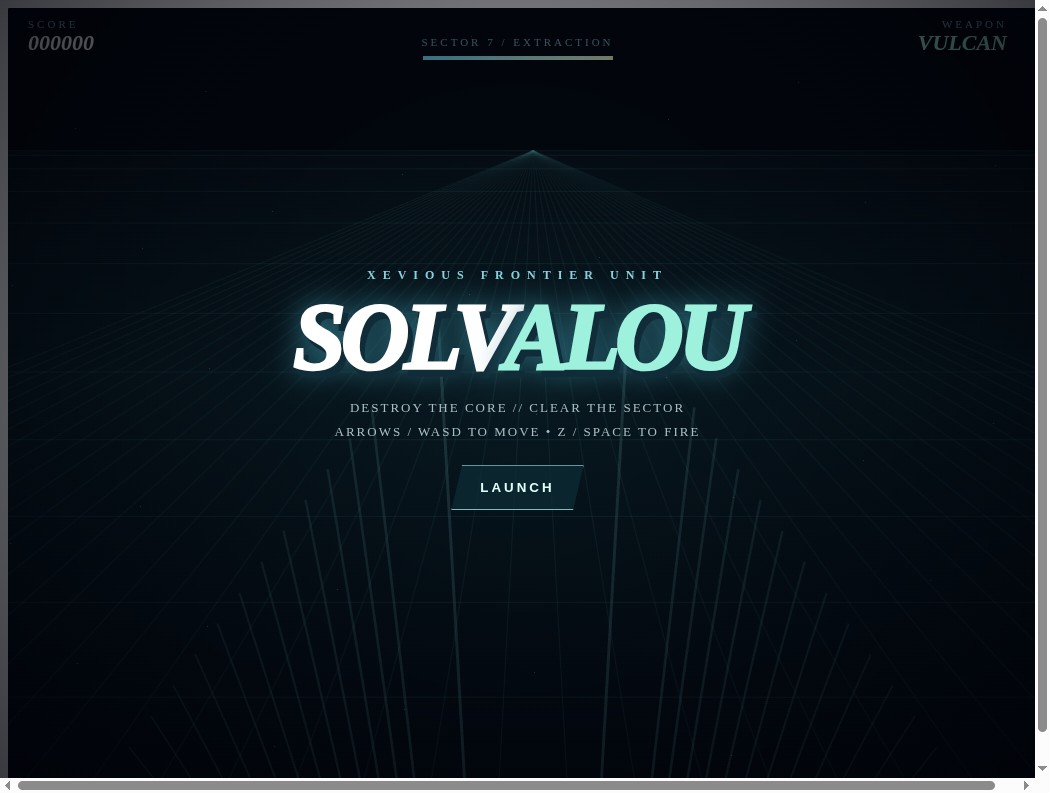 SCORE
000000
SECTOR 7 / EXTRACTION
WEAPON
VULCAN
XEVIOUS FRONTIER UNIT
SOLVALOU
DESTROY THE CORE // CLEAR THE SECTOR
ARROWS / WASD TO MOVE • Z / SPACE TO FIRE
LAUNCH